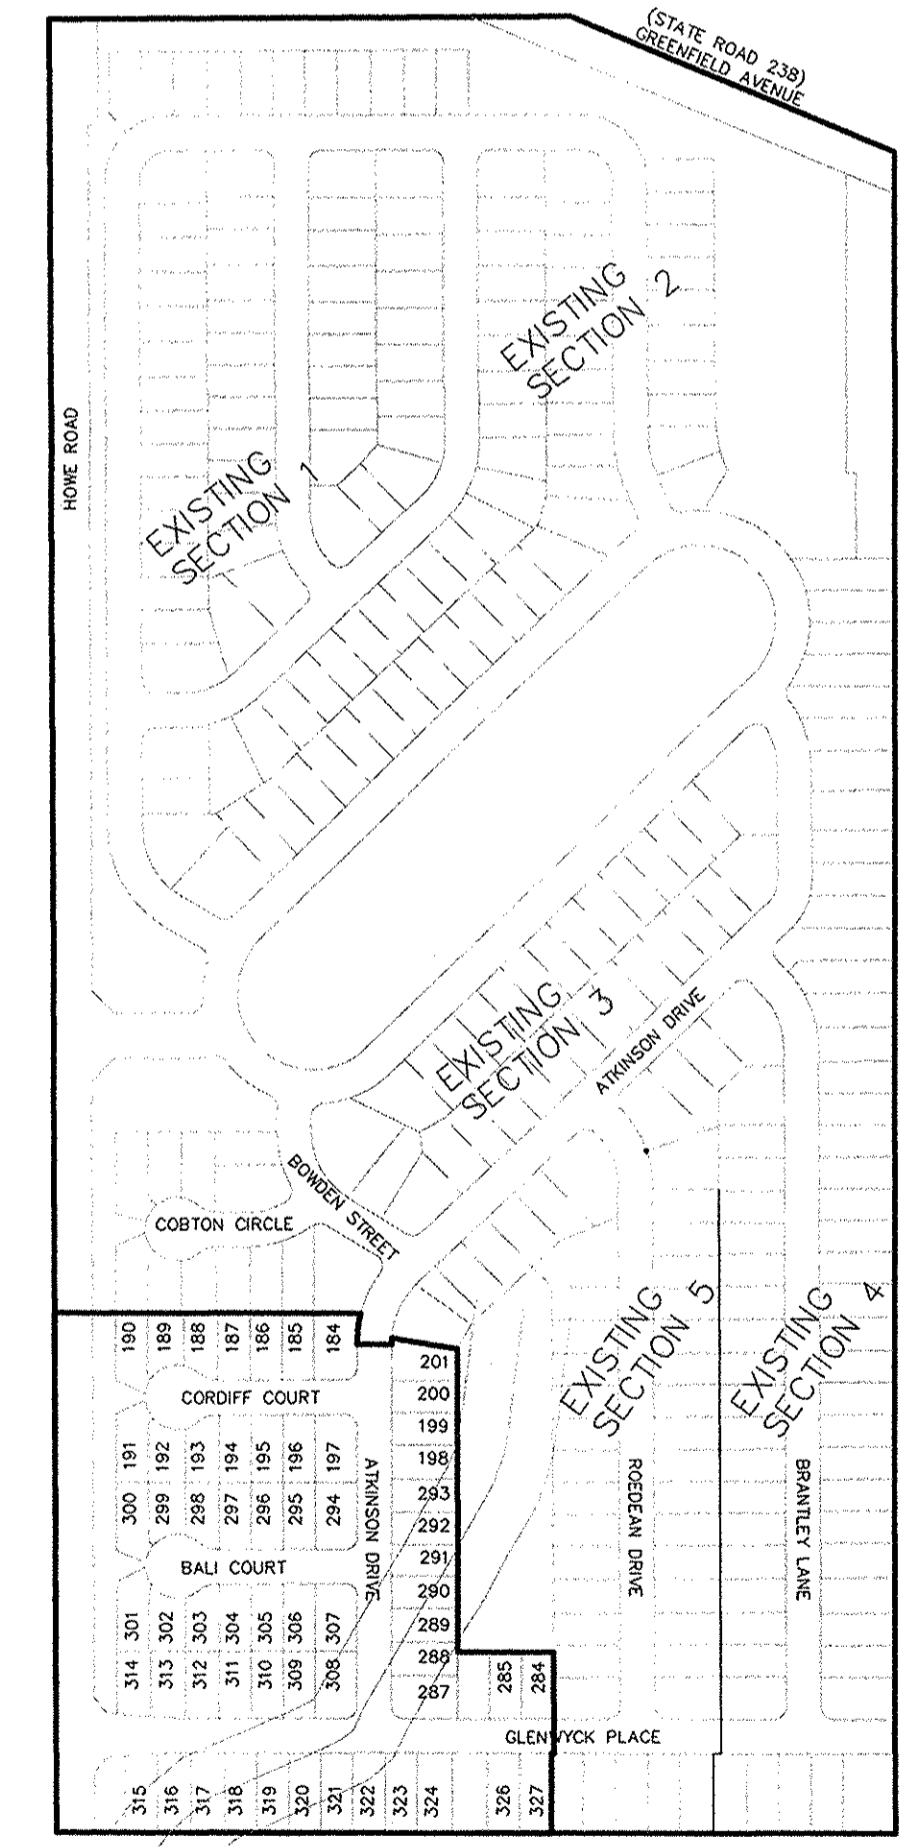 (STATE ROAD 238)
GREENFIELD AVENUE
HOWE ROAD
EXISTING
SECTION 2
EXISTING
SECTION 1
EXISTING
SECTION 3
ATKINSON DRIVE
BOWDEN STREET
COBTON CIRCLE
EXISTING
SECTION 5
EXISTING
SECTION 4
190 189 188 187 186 185 184
201
CORDIFF COURT
200
199
191 192 193 194 195 196 197
198
ATKINSON DRIVE
ROEDEAN DRIVE
BRANTLEY LANE
300 299 298 297 296 295 294
293
292
291
BALI COURT
290
301 302 303 304 305 306 307
289
288
314 313 312 311 310 309 308
287
285 284
GLENWYCK PLACE
315 316 317 318 319 320 321 322 323 324 326 327